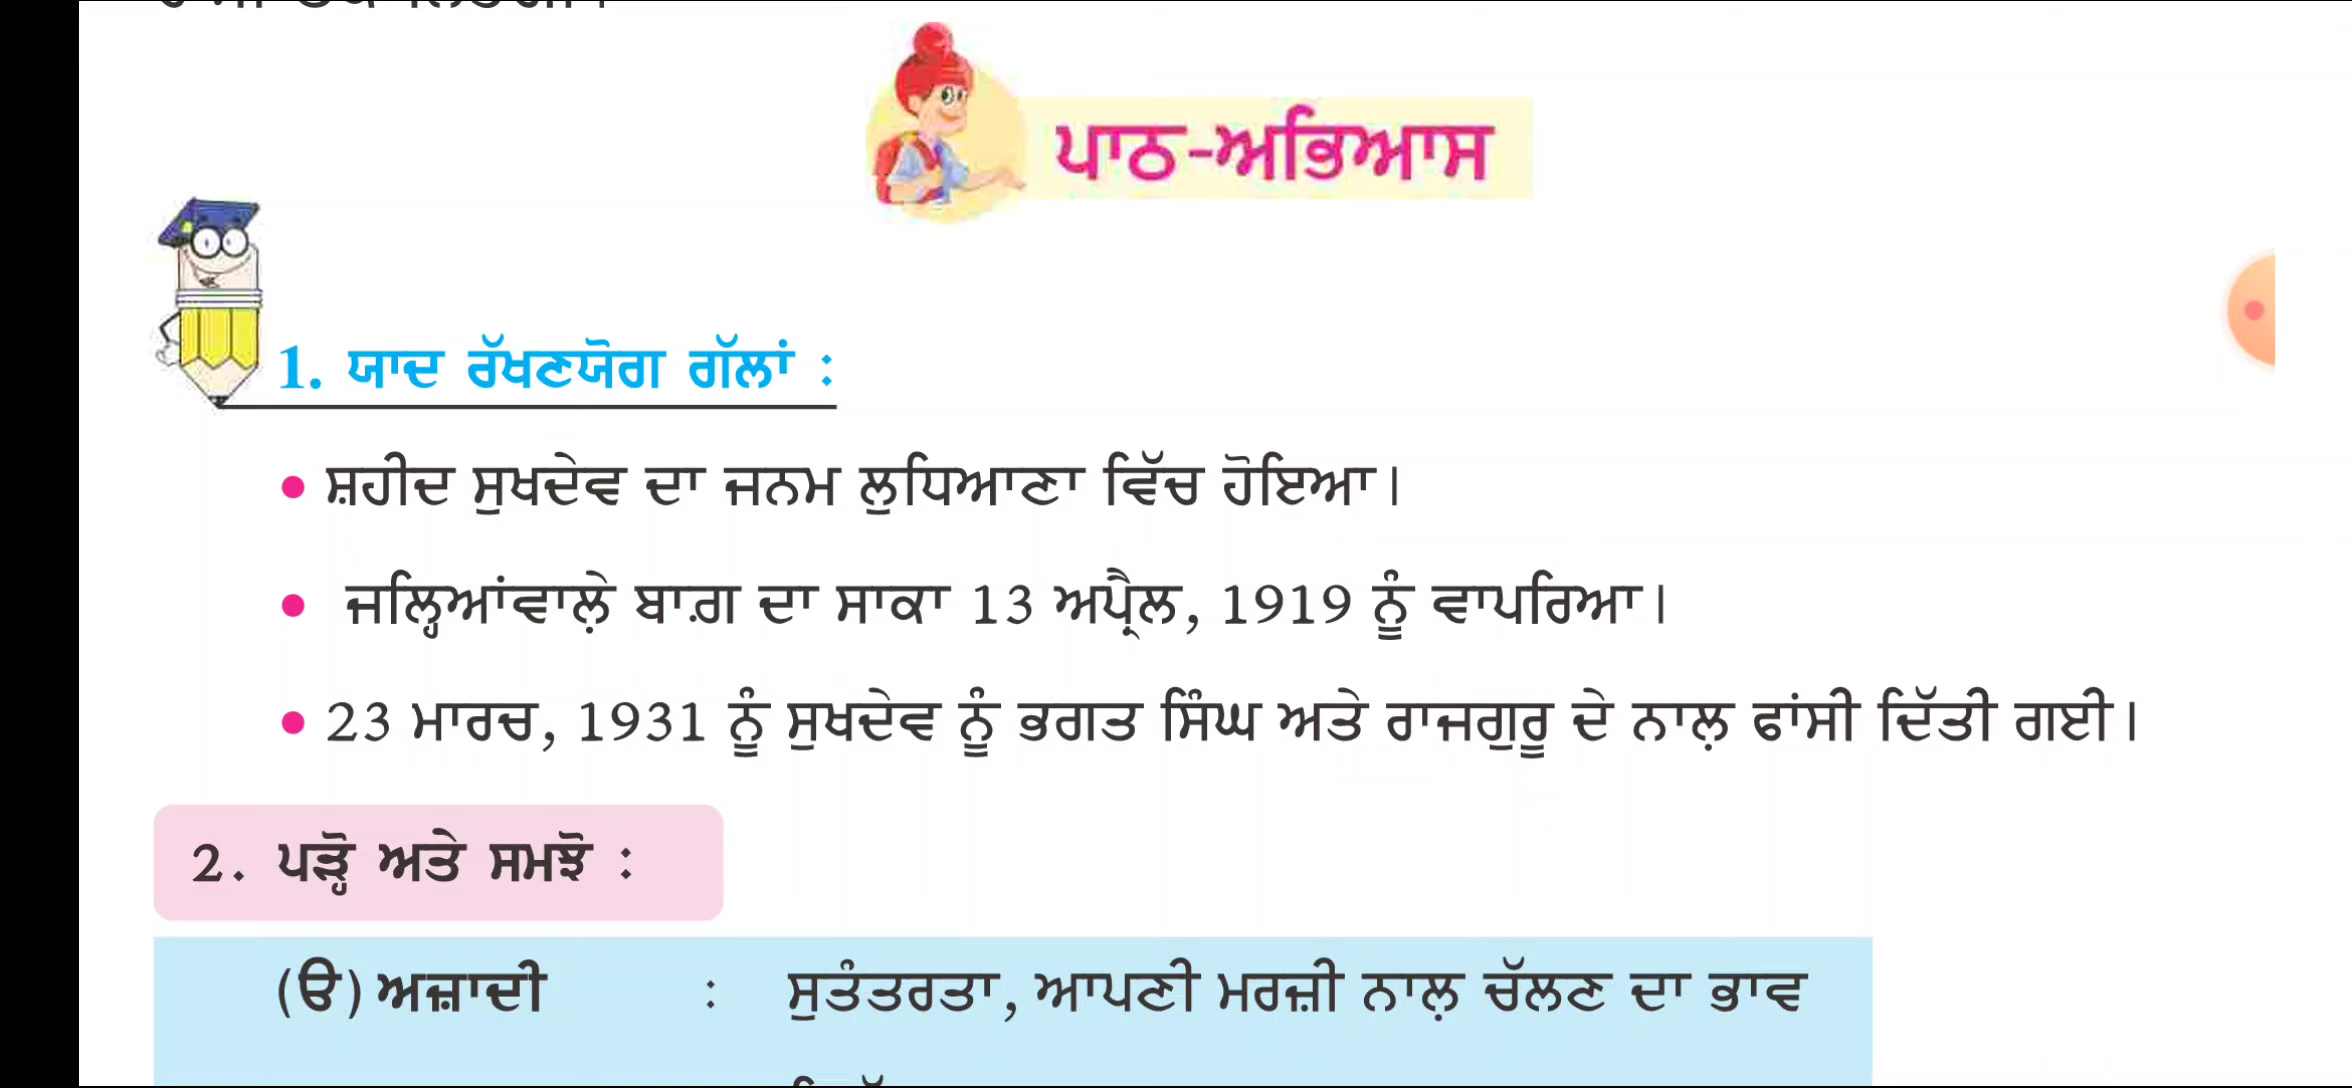 ਪਾਠ-ਅਭਿਆਸ
1. ਯਾਦ ਰੱਖਣਯੋਗ ਗੱਲਾਂ :
• ਸ਼ਹੀਦ ਸੁਖਦੇਵ ਦਾ ਜਨਮ ਲੁਧਿਆਣਾ ਵਿੱਚ ਹੋਇਆ।
• ਜਲ੍ਹਿਆਂਵਾਲ਼ੇ ਬਾਗ਼ ਦਾ ਸਾਕਾ 13 ਅਪ੍ਰੈਲ, 1919 ਨੂੰ ਵਾਪਰਿਆ।
• 23 ਮਾਰਚ, 1931 ਨੂੰ ਸੁਖਦੇਵ ਨੂੰ ਭਗਤ ਸਿੰਘ ਅਤੇ ਰਾਜਗੁਰੂ ਦੇ ਨਾਲ਼ ਫਾਂਸੀ ਦਿੱਤੀ ਗਈ।
2. ਪੜ੍ਹੋ ਅਤੇ ਸਮਝੋ :
(ੳ) ਅਜ਼ਾਦੀ : ਸੁਤੰਤਰਤਾ, ਆਪਣੀ ਮਰਜ਼ੀ ਨਾਲ਼ ਚੱਲਣ ਦਾ ਭਾਵ